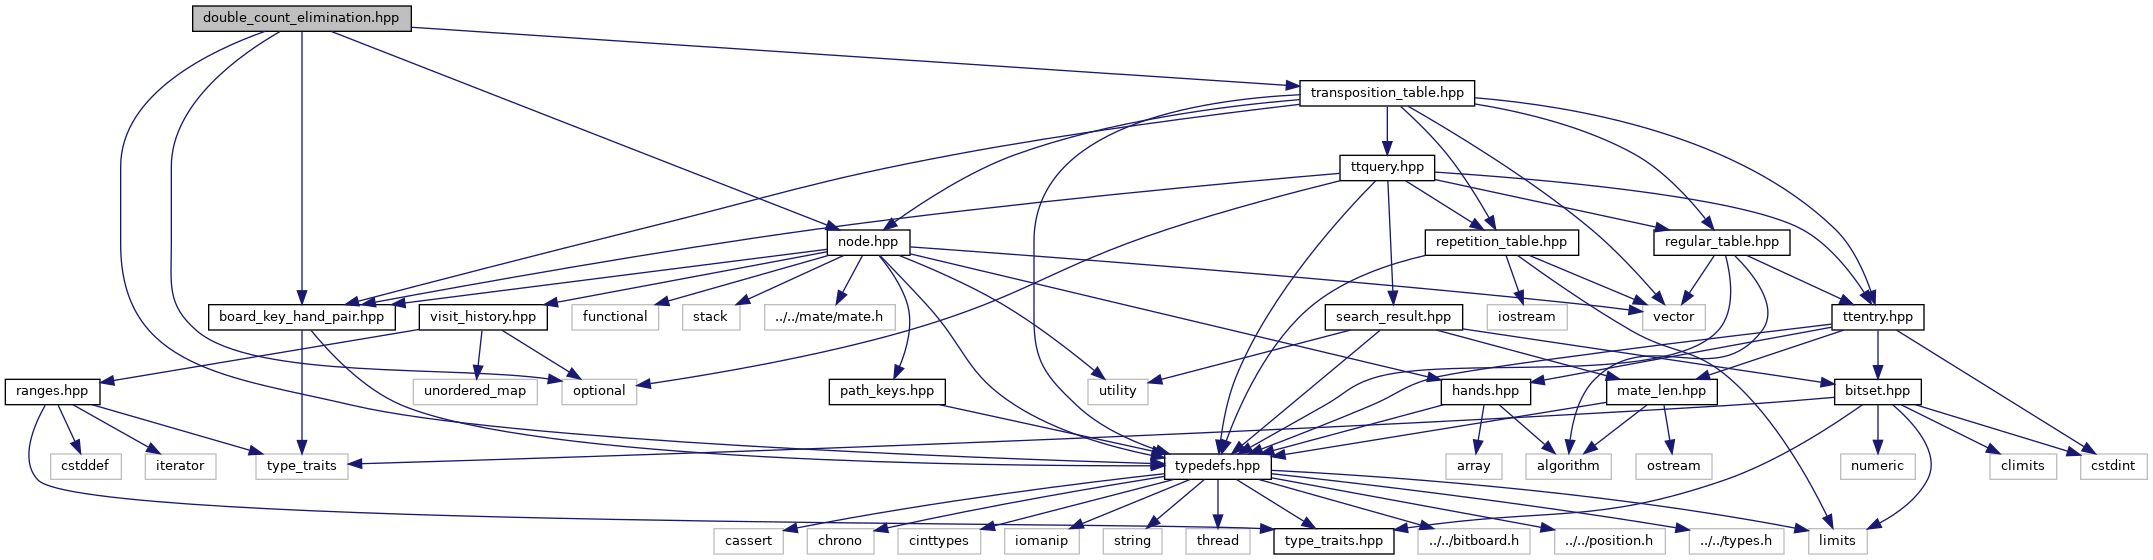 double_count_elimination.hpp
transposition_table.hpp
ttquery.hpp
node.hpp
repetition_table.hpp
regular_table.hpp
board_key_hand_pair.hpp
visit_history.hpp
functional
stack
../../mate/mate.h
search_result.hpp
iostream
vector
ttentry.hpp
ranges.hpp
unordered_map
optional
path_keys.hpp
utility
hands.hpp
mate_len.hpp
bitset.hpp
cstddef
iterator
type_traits
typedefs.hpp
array
algorithm
ostream
numeric
climits
cstdint
cassert
chrono
cinttypes
iomanip
string
thread
type_traits.hpp
../../bitboard.h
../../position.h
../../types.h
limits